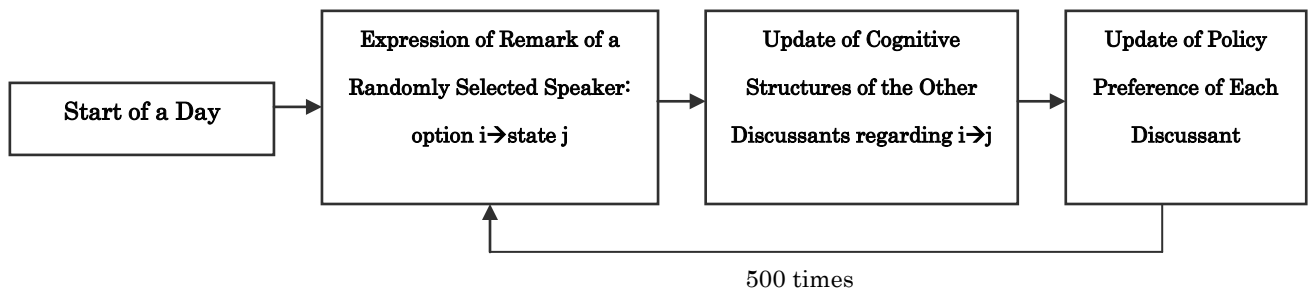 Start of a Day
Expression of Remark of a
Randomly Selected Speaker:
option i→state j
Update of Cognitive
Structures of the Other
Discussants regarding i→j
Update of Policy
Preference of Each
Discussant
500 times